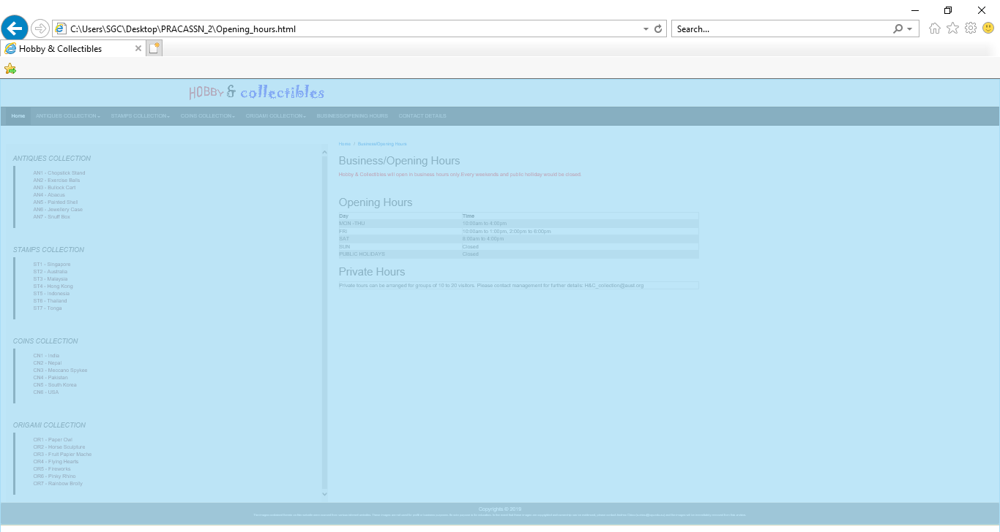 C:\Users\SGC\Desktop\PRACASSN_2\Opening_hours.html
Search...
Hobby & Collectibles
HOBBY & collectibles
Home ANTIQUES COLLECTION STAMPS COLLECTION COINS COLLECTION ORIGAMI COLLECTION BUSINESS/OPENING HOURS CONTACT DETAILS
ANTIQUES COLLECTION
AN1 - Chopstick Stand
AN2 - Exercise Balls
AN3 - Bullock Cart
AN4 - Abacus
AN5 - Painted Shell
AN6 - Jewellery Case
AN7 - Snuff Box
STAMPS COLLECTION
ST1 - Singapore
ST2 - Australia
ST3 - Malaysia
ST4 - Hong Kong
ST5 - Indonesia
ST6 - Thailand
ST7 - Tonga
COINS COLLECTION
CN1 - India
CN2 - Nepal
CN3 - Meccano Spykee
CN4 - Pakistan
CN5 - South Korea
CN6 - USA
ORIGAMI COLLECTION
OR1 - Paper Owl
OR2 - Horse Sculpture
OR3 - Fruit Papier Mache
OR4 - Flying Hearts
OR5 - Fireworks
OR6 - Pinky Rhino
OR7 - Rainbow Brolly
Home / Business/Opening Hours
Business/Opening Hours
Hobby & Collectibles will open in business hours only.Every weekends and public holiday would be closed.
Opening Hours
Day Time
MON -THU 10:00am to 4:00pm
FRI 10:00am to 1:00pm, 2:00pm to 6:00pm
SAT 8:00am to 4:00pm
SUN Closed
PUBLIC HOLIDAYS Closed
Private Hours
Private tours can be arranged for groups of 10 to 20 visitors. Please contact management for further details: H&C_collection@aust.org
Copyrights © 2016